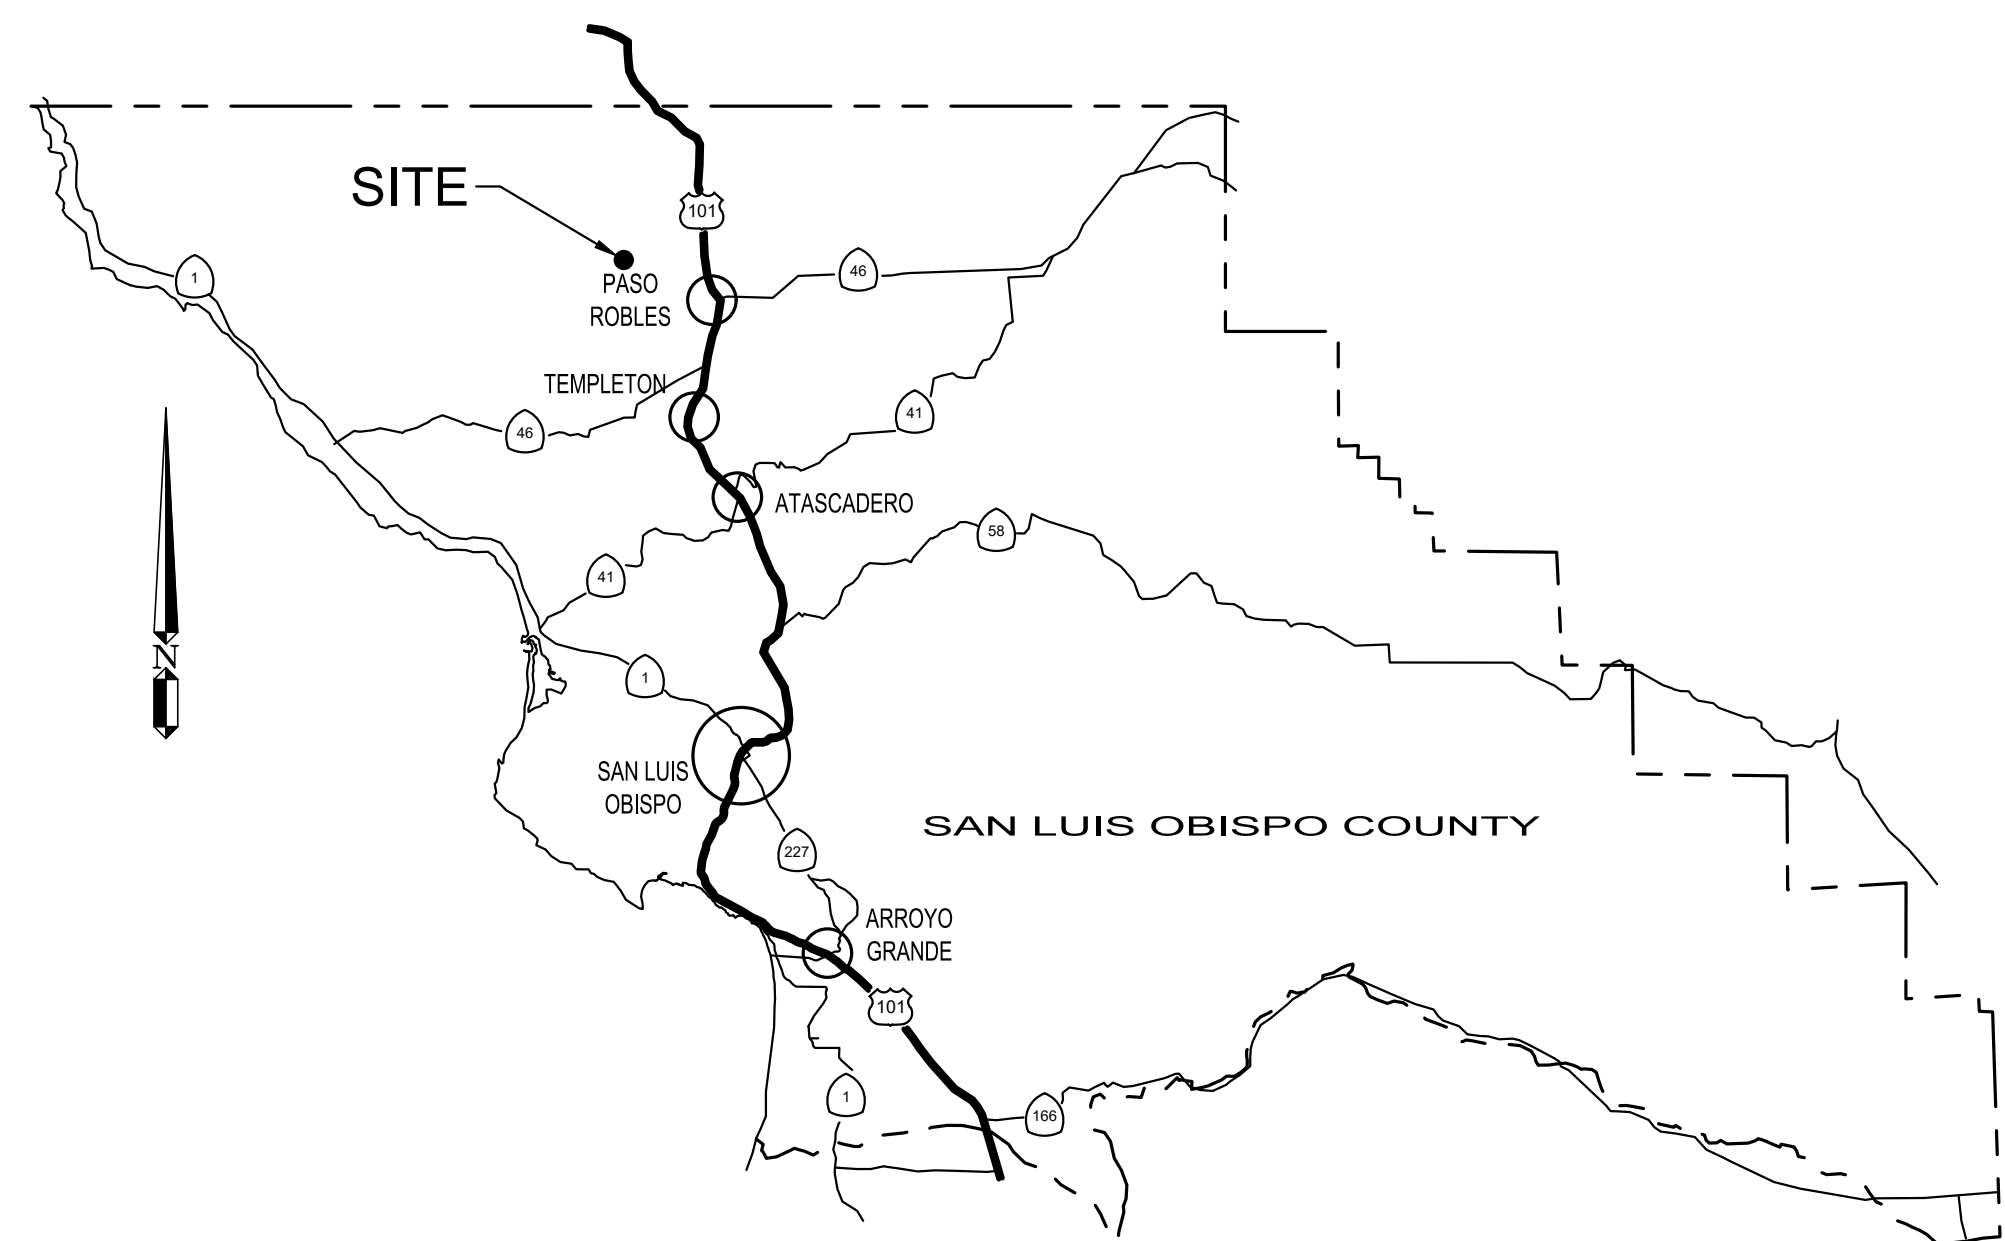 SITE
101
1
46
PASO
ROBLES
TEMPLETON
46
41
ATASCADERO
58
41
N
1
SAN LUIS
OBISPO
SAN LUIS OBISPO COUNTY
227
ARROYO
GRANDE
101
1
166